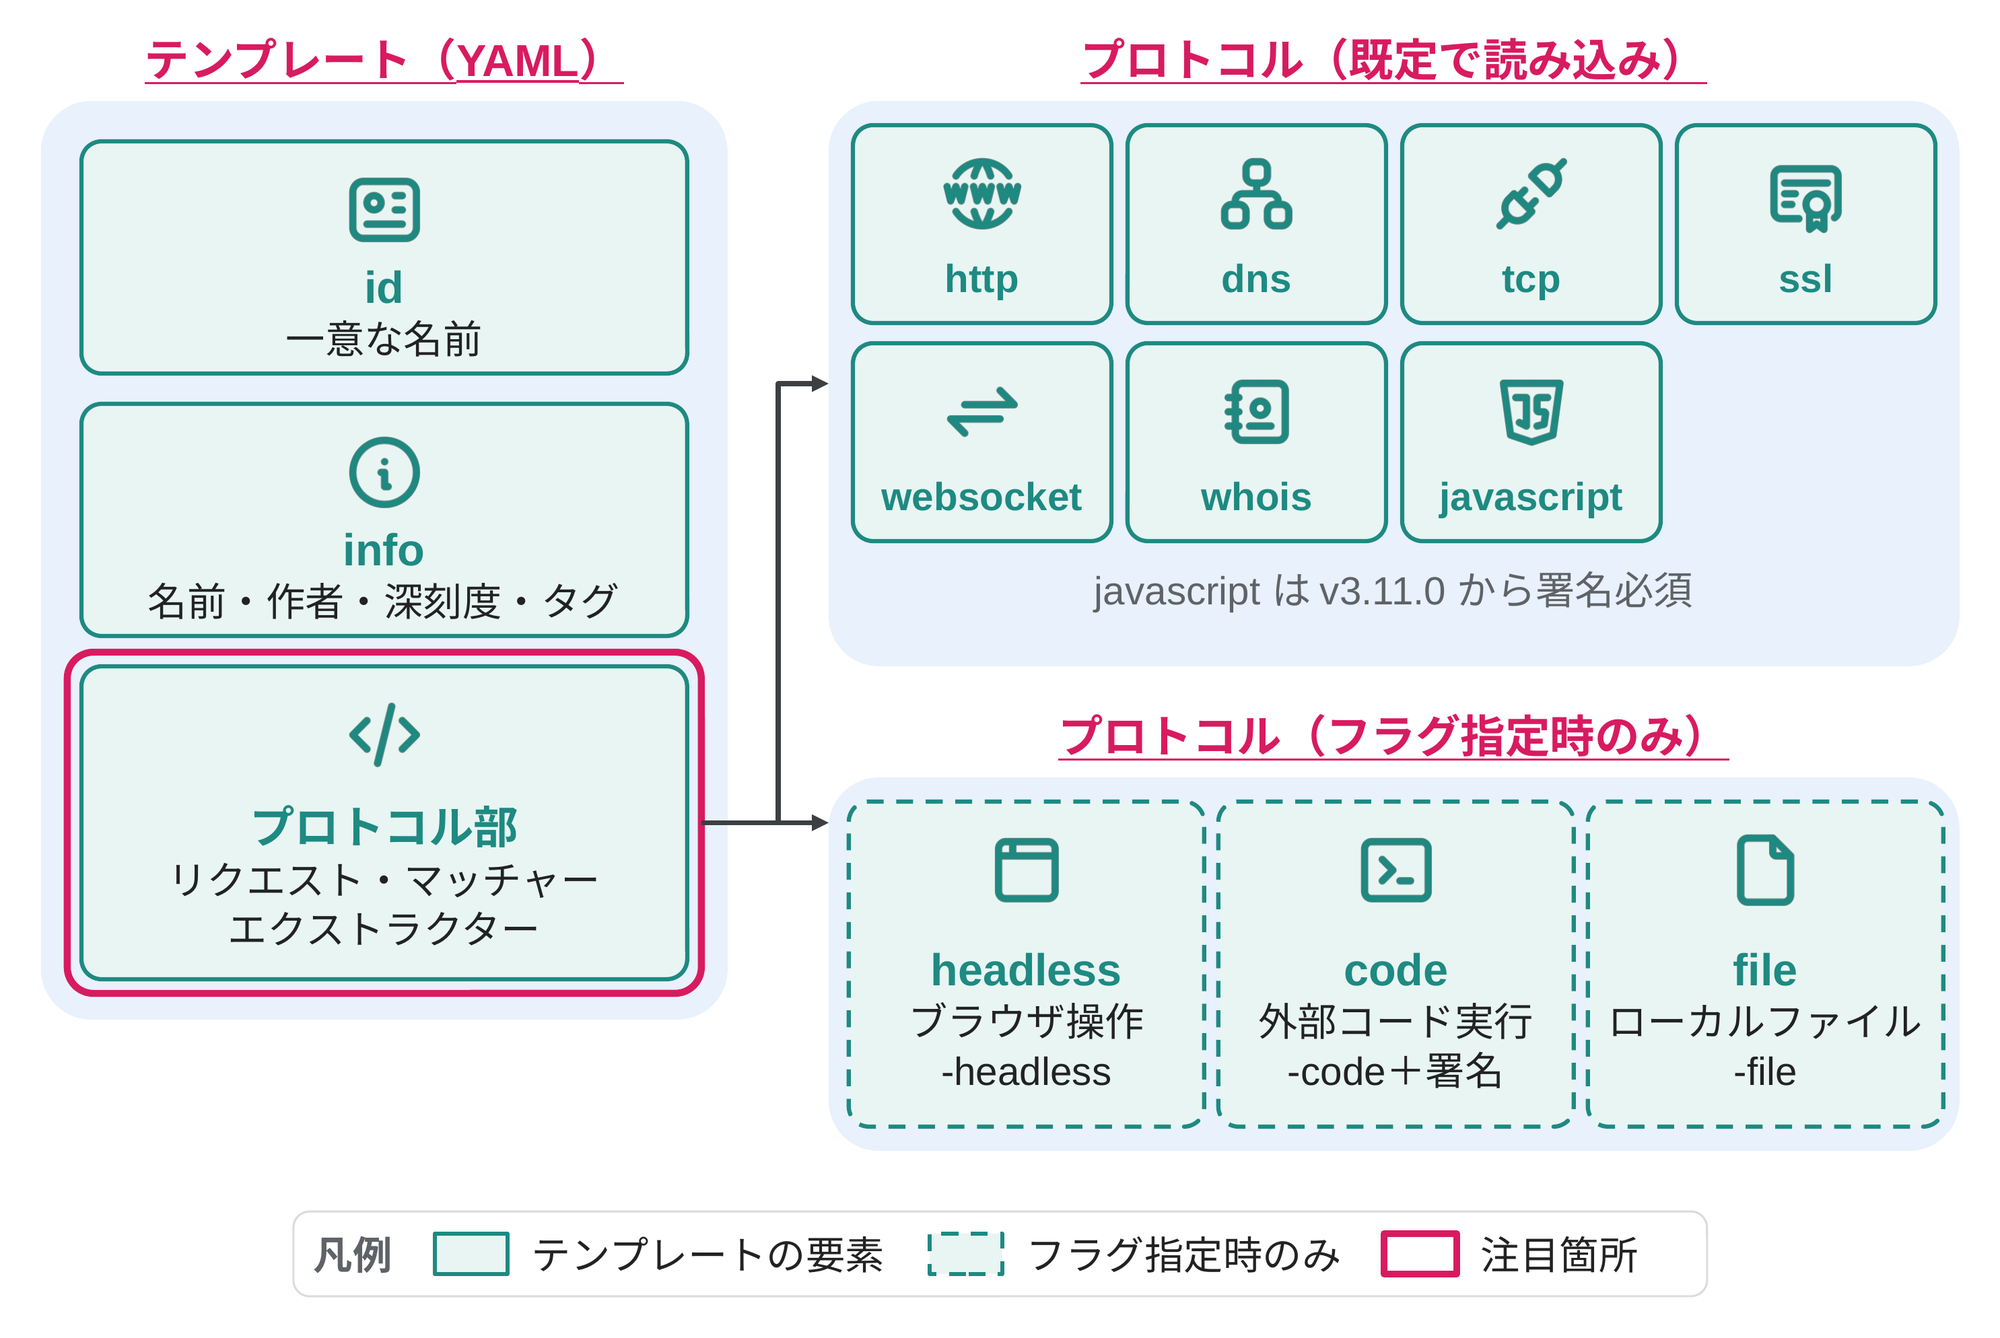 テンプレート（YAML）
id
一意な名前
info
名前・作者・深刻度・タグ
プロトコル部
リクエスト・マッチャー
エクストラクター
プロトコル（既定で読み込み）
WWW
http
dns
tcp
ssl
websocket
whois
JS
javascript
javascript は v3.11.0 から署名必須
プロトコル（フラグ指定時のみ）
headless
ブラウザ操作
-headless
code
外部コード実行
-code＋署名
file
ローカルファイル
-file
凡例
テンプレートの要素
フラグ指定時のみ
注目箇所